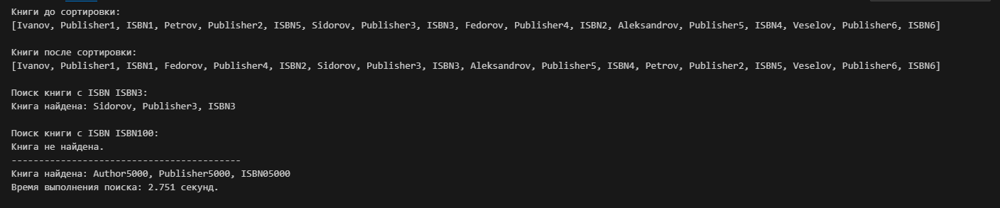 Книги до сортировки:
[Ivanov, Publisher1, ISBN1, Petrov, Publisher2, ISBN5, Sidorov, Publisher3, ISBN3, Fedorov, Publisher4, ISBN2, Aleksandrov, Publisher5, ISBN4, Veselov, Publisher6, ISBN6]
Книги после сортировки:
[Ivanov, Publisher1, ISBN1, Fedorov, Publisher4, ISBN2, Sidorov, Publisher3, ISBN3, Aleksandrov, Publisher5, ISBN4, Petrov, Publisher2, ISBN5, Veselov, Publisher6, ISBN6]
Поиск книги с ISBN ISBN3:
Книга найдена: Sidorov, Publisher3, ISBN3
Поиск книги с ISBN ISBN100:
Книга не найдена.
------------------------------------------
Книга найдена: Author5000, Publisher5000, ISBN05000
Время выполнения поиска: 2.751 секунд.